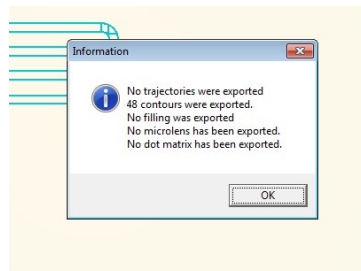 Information
No trajectories were exported
48 contours were exported.
No filling was exported
No microlens has been exported.
No dot matrix has been exported.
OK